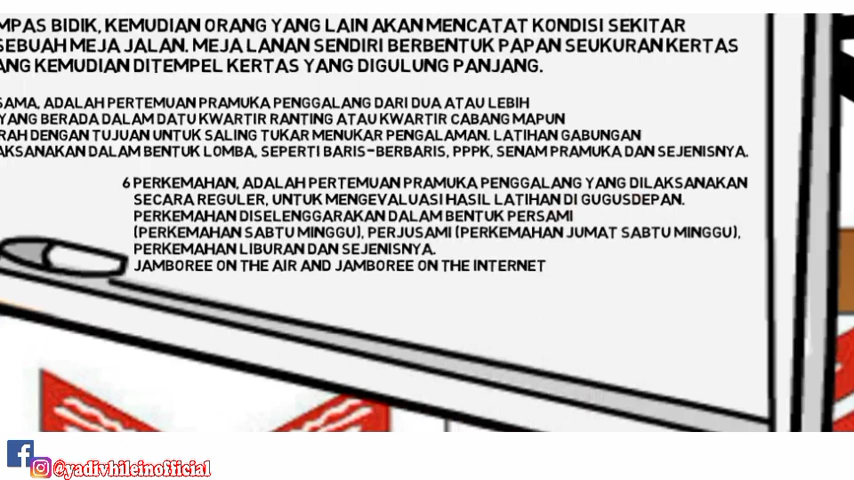 MPAS BIDIK, KEMUDIAN ORANG YANG LAIN AKAN MENCATAT KONDISI SEKITAR
SEBUAH MEJA JALAN. MEJA LANAN SENDIRI BERBENTUK PAPAN SEUKURAN KERTAS
ANG KEMUDIAN DITEMPEL KERTAS YANG DIGULUNG PANJANG.
SAMA, ADALAH PERTEMUAN PRAMUKA PENGGALANG DARI DUA ATAU LEBIH
YANG BERADA DALAM DATU KWARTIR RANTING ATAU KWARTIR CABANG MAPUN
RAH DENGAN TUJUAN UNTUK SALING TUKAR MENUKAR PENGALAMAN. LATIHAN GABUNGAN
AKSANAKAN DALAM BENTUK LOMBA, SEPERTI BARIS-BERBARIS, PPPK, SENAM PRAMUKA DAN SEJENISNYA.
6 PERKEMAHAN, ADALAH PERTEMUAN PRAMUKA PENGGALANG YANG DILAKSANAKAN
SECARA REGULER, UNTUK MENGEVALUASI HASIL LATIHAN DI GUGUSDEPAN.
PERKEMAHAN DISELENGGARAKAN DALAM BENTUK PERSAMI
(PERKEMAHAN SABTU MINGGU), PERJUSAMI (PERKEMAHAN JUMAT SABTU MINGGU),
PERKEMAHAN LIBURAN DAN SEJENISNYA.
JAMBOREE ON THE AIR AND JAMBOREE ON THE INTERNET
@yadivhileinofficial